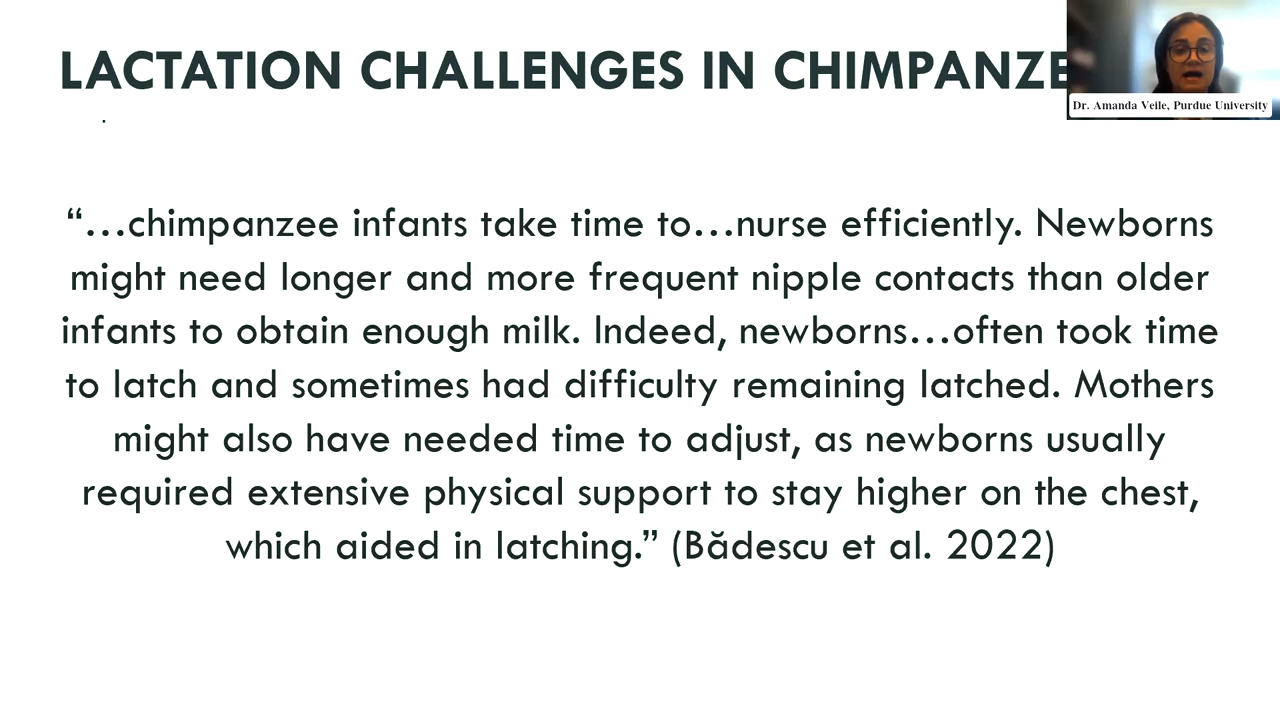 LACTATION CHALLENGES IN CHIMPANZE
Dr. Amanda Veile, Purdue University
“…chimpanzee infants take time to…nurse efficiently. Newborns
might need longer and more frequent nipple contacts than older
infants to obtain enough milk. Indeed, newborns…often took time
to latch and sometimes had difficulty remaining latched. Mothers
might also have needed time to adjust, as newborns usually
required extensive physical support to stay higher on the chest,
which aided in latching.” (Bădescu et al. 2022)